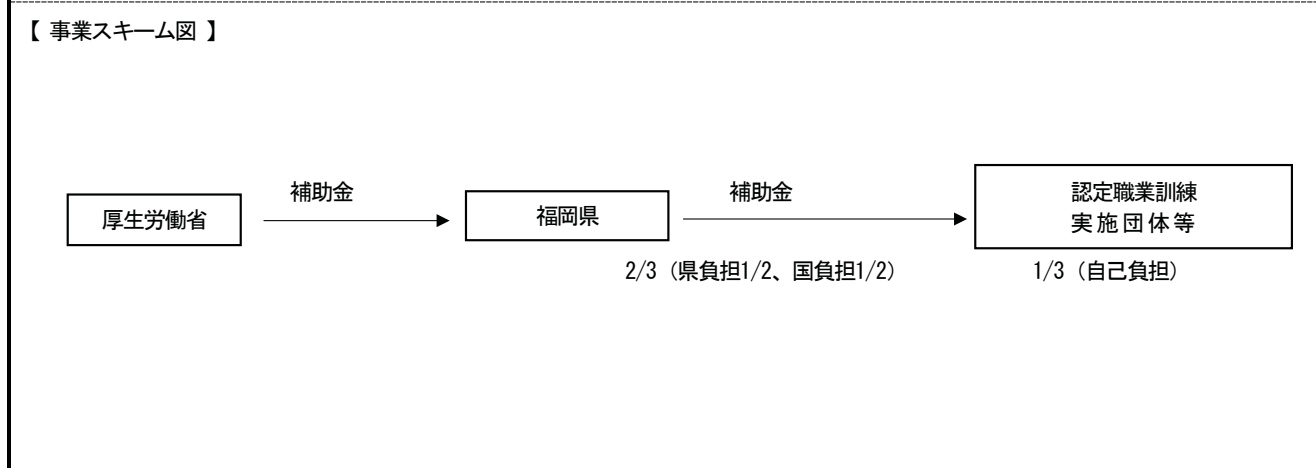 【 事業スキーム図 】
厚生労働省
補助金
福岡県
補助金
認定職業訓練
実施団体等
2/3（県負担1/2、国負担1/2）
1/3（自己負担）